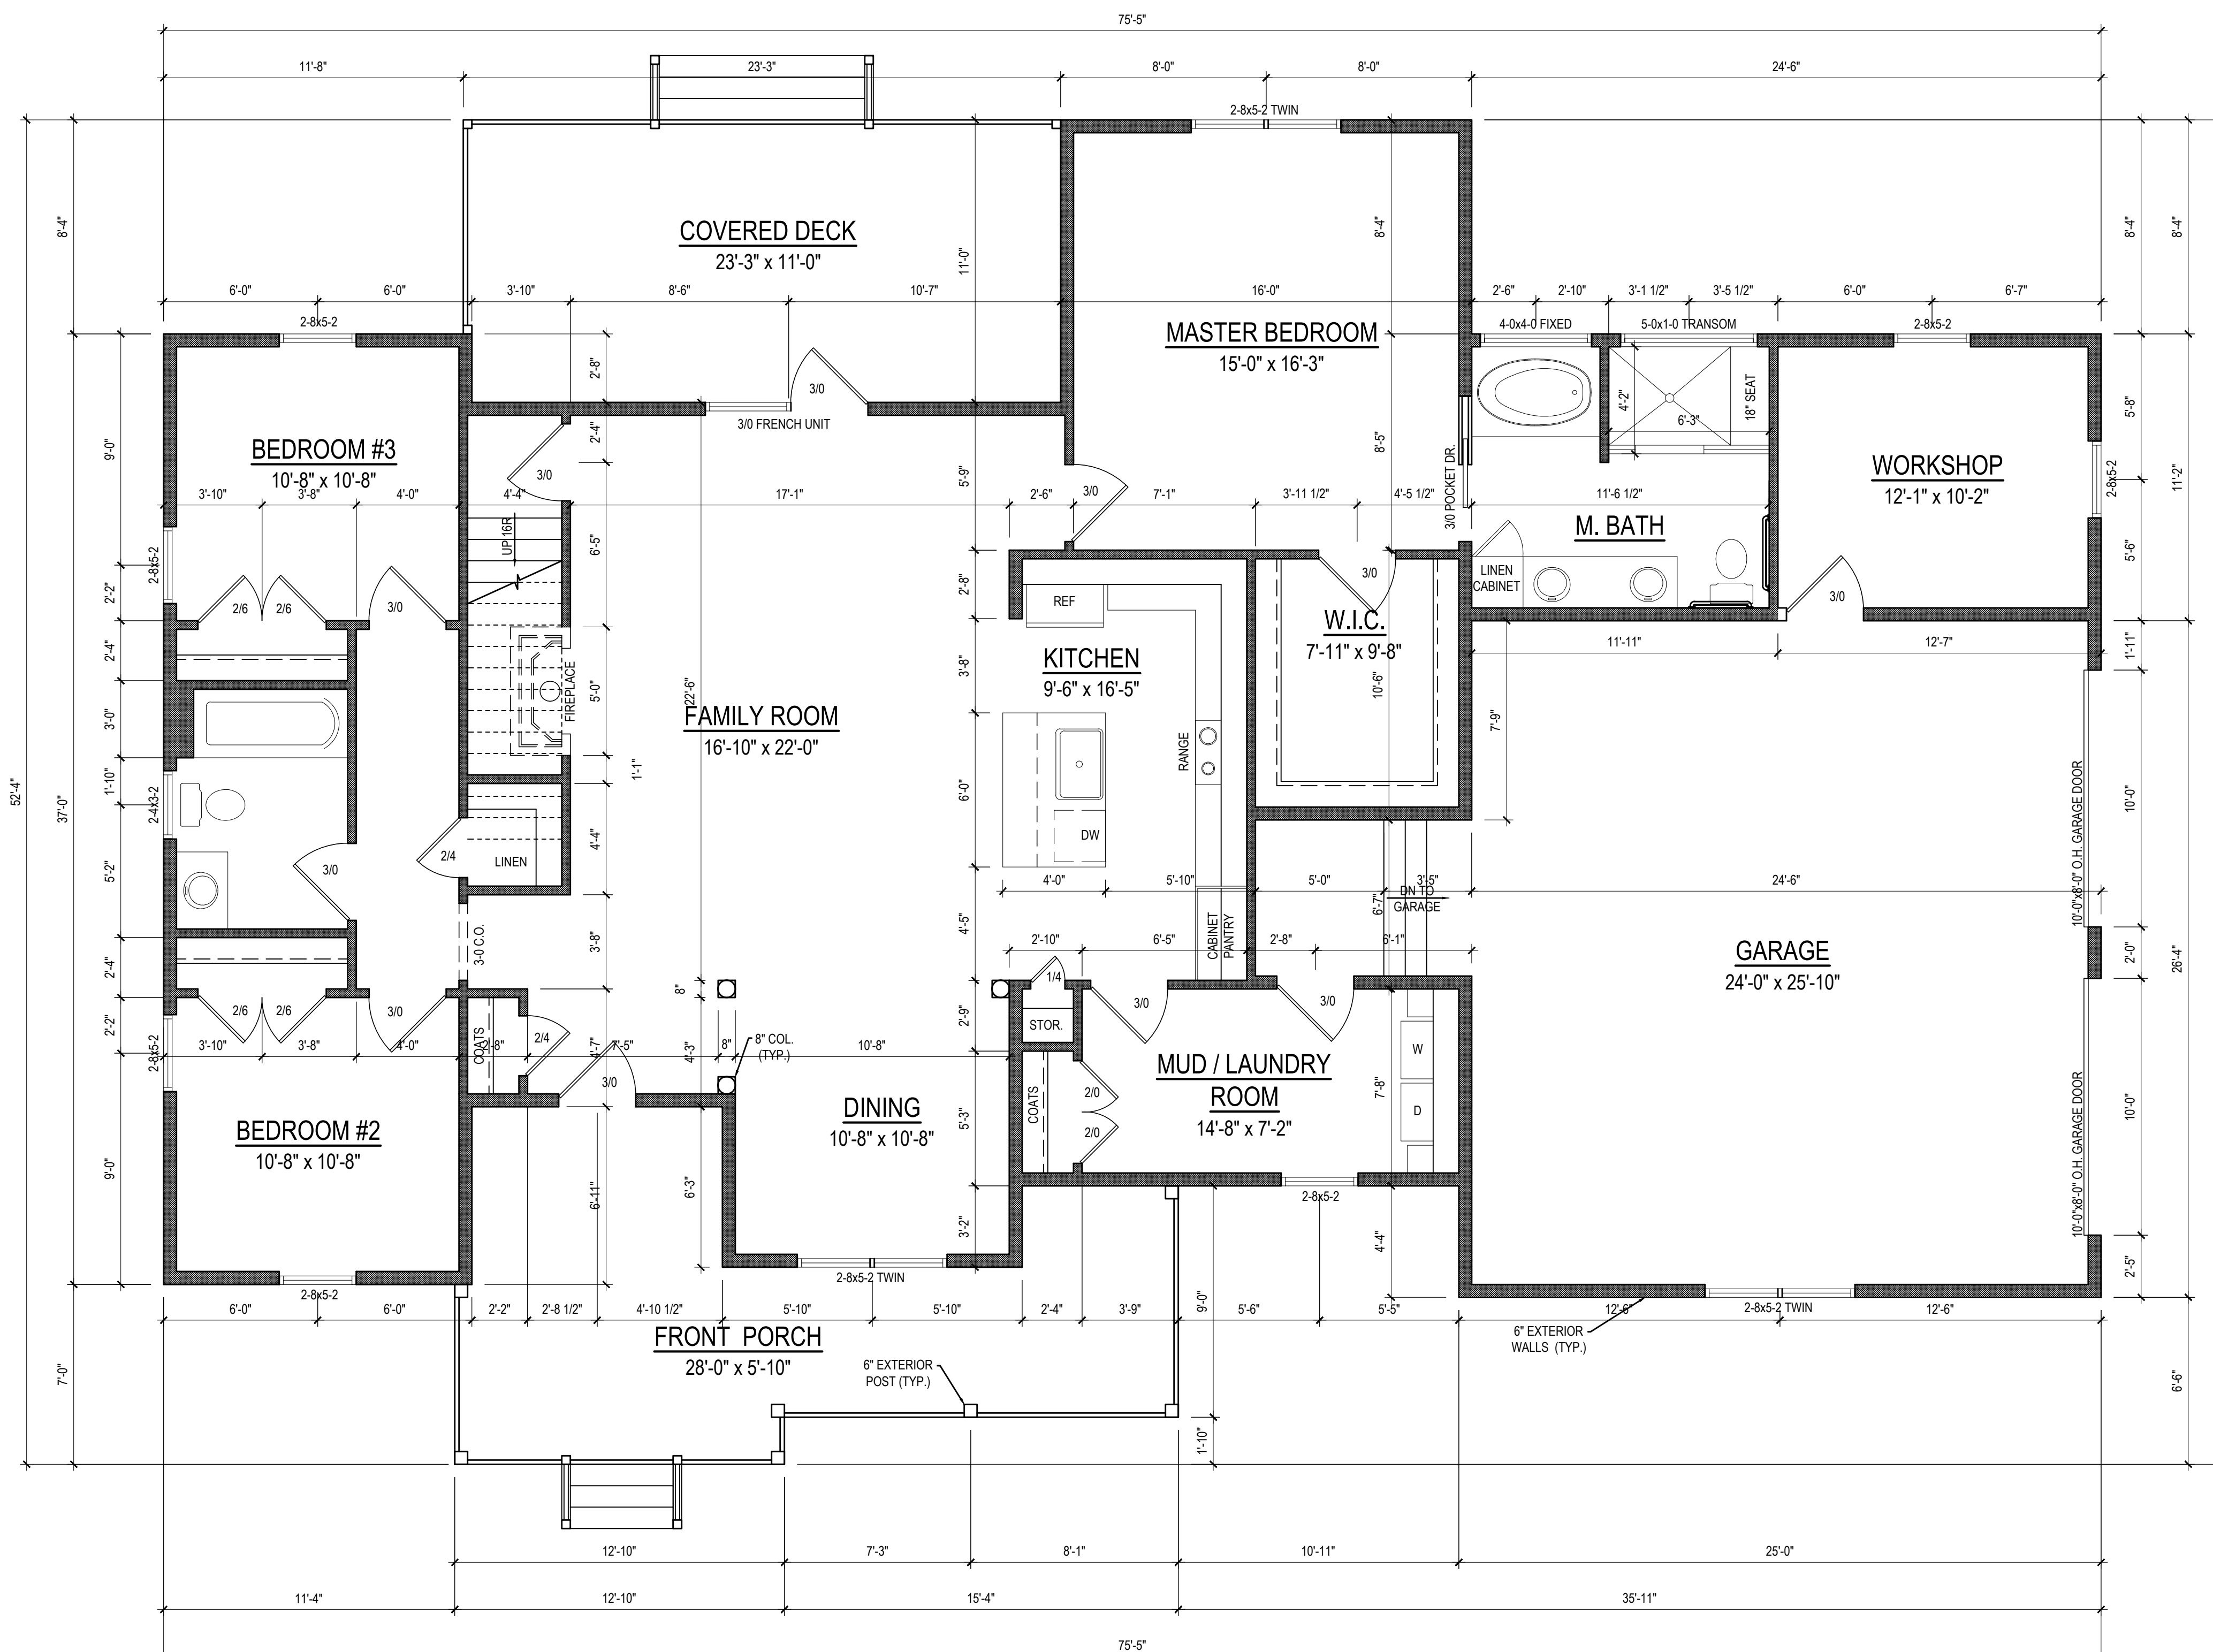 75'-5"
11'-8"
23'-3"
8'-0"
8'-0"
24'-6"
2-8x5-2 TWIN
COVERED DECK
23'-3" x 11'-0"
11'-0"
8'-4"
8'-4"
8'-4"
8'-4"
6'-0"
6'-0"
3'-10"
8'-6"
10'-7"
16'-0"
2'-6"
2'-10"
3'-1 1/2"
3'-5 1/2"
6'-0"
6'-7"
2-8x5-2
4-0x4-0 FIXED
5-0x1-0 TRANSOM
2-8x5-2
MASTER BEDROOM
15'-0" x 16'-3"
2'-8"
3/0
3/0 FRENCH UNIT
4'-2"
6'-3"
18" SEAT
5'-8"
2'-4"
9'-0"
BEDROOM #3
10'-8" x 10'-8"
3/0
5'-9"
8'-5"
3/0 POCKET DR.
WORKSHOP
12'-1" x 10'-2"
2-8x5-2
11'-2"
3'-10"
3'-8"
4'-0"
4'-4"
17'-1"
2'-6"
3/0
7'-1"
3'-11 1/2"
4'-5 1/2"
11'-6 1/2"
M. BATH
UP 16R
6'-5"
5'-6"
2-8x5-2
2'-2"
2/6
2/6
3/0
2'-8"
REF
3/0
LINEN
CABINET
3/0
W.I.C.
7'-11" x 9'-8"
11'-11"
12'-7"
1'-11"
2'-4"
KITCHEN
9'-6" x 16'-5"
3'-8"
10'-6"
5'-0"
FIREPLACE
22'-6"
FAMILY ROOM
16'-10" x 22'-0"
3'-0"
7'-9"
RANGE
1'-1"
52'-4"
37'-0"
1'-10"
2-4x3-2
6'-0"
10'-0"
10'-0"x8'-0" O.H. GARAGE DOOR
DW
4'-4"
2/4
LINEN
3/0
5'-2"
4'-0"
5'-10"
5'-0"
3'-5"
DN TO
GARAGE
6'-7"
24'-6"
4'-5"
CABINET
PANTRY
3'-8"
3-0 C.O.
2'-10"
6'-5"
2'-8"
6'-1"
GARAGE
24'-0" x 25'-10"
2'-0"
26'-4"
2'-4"
8"
1/4
3/0
3/0
2/6
2/6
3/0
2'-9"
STOR.
2'-2"
2-8x5-2
3'-10"
3'-8"
4'-0"
2'-8"
COATS
2/4
4'-7"
7'-5"
4'-3"
8"
8" COL.
(TYP.)
10'-8"
W
MUD / LAUNDRY
ROOM
14'-8" x 7'-2"
3/0
2/0
COATS
7'-8"
D
DINING
10'-8" x 10'-8"
5'-3"
2/0
BEDROOM #2
10'-8" x 10'-8"
9'-0"
10'-0"
10'-0"x8'-0" O.H. GARAGE DOOR
6'-11"
6'-3"
3'-2"
2-8x5-2
4'-4"
2'-5"
2-8x5-2 TWIN
2-8x5-2
2-8x5-2 TWIN
6'-0"
6'-0"
2'-2"
2'-8 1/2"
4'-10 1/2"
5'-10"
5'-10"
2'-4"
3'-9"
9'-0"
5'-6"
5'-5"
12'-6"
12'-6"
FRONT PORCH
28'-0" x 5'-10"
6" EXTERIOR
POST (TYP.)
6" EXTERIOR
WALLS (TYP.)
7'-0"
6'-6"
1'-10"
12'-10"
7'-3"
8'-1"
10'-11"
25'-0"
11'-4"
12'-10"
15'-4"
35'-11"
75'-5"